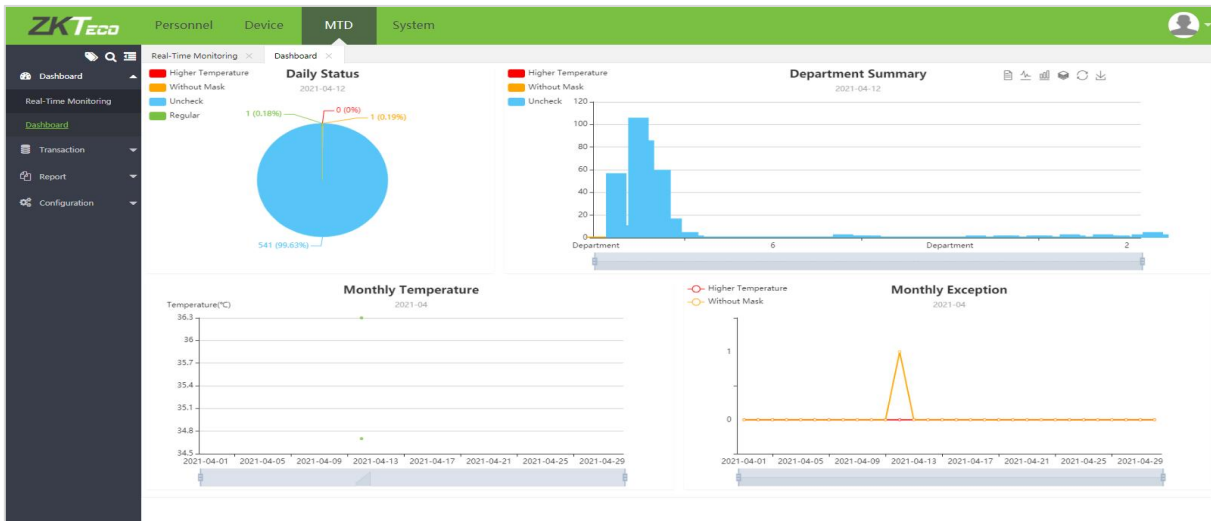 ZKTECO
Personnel Device MTD System
Real-Time Monitoring × Dashboard ×
Dashboard
Real-Time Monitoring
Dashboard
Transaction
Report
Configuration
Higher Temperature
Without Mask
Uncheck
Regular
Daily Status
2021-04-12
0 (0%)
1 (0.18%)
1 (0.19%)
541 (99.63%)
Higher Temperature
Without Mask
Uncheck
Department Summary
2021-04-12
120
100
80
60
40
20
0
Department 6 Department 2
Monthly Temperature
2021-04
Temperature(°C)
36.3
36
35.7
35.4
35.1
34.8
34.5
2021-04-01 2021-04-05 2021-04-09 2021-04-13 2021-04-17 2021-04-21 2021-04-25 2021-04-29
Higher Temperature
Without Mask
Monthly Exception
2021-04
1
0
2021-04-01 2021-04-05 2021-04-09 2021-04-13 2021-04-17 2021-04-21 2021-04-25 2021-04-29